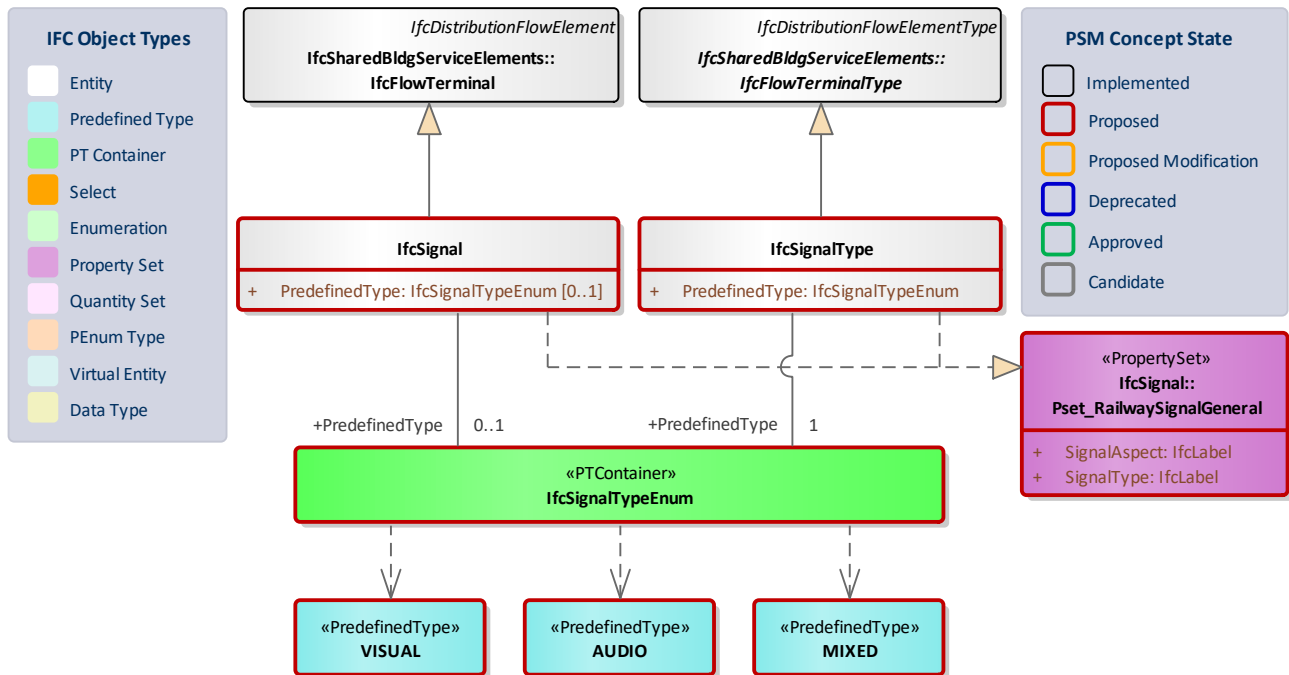 IFC Object Types
Entity
Predefined Type
PT Container
Select
Enumeration
Property Set
Quantity Set
PEnum Type
Virtual Entity
Data Type
IfcDistributionFlowElement
IfcSharedBldgServiceElements::
IfcFlowTerminal
IfcDistributionFlowElementType
IfcSharedBldgServiceElements::
IfcFlowTerminalType
PSM Concept State
Implemented
Proposed
Proposed Modification
Deprecated
Approved
Candidate
IfcSignal
+ PredefinedType: IfcSignalTypeEnum [0..1]
IfcSignalType
+ PredefinedType: IfcSignalTypeEnum
«PropertySet»
IfcSignal::
Pset_RailwaySignalGeneral
+ SignalAspect: IfcLabel
+ SignalType: IfcLabel
+PredefinedType 0..1
+PredefinedType 1
«PTContainer»
IfcSignalTypeEnum
«PredefinedType»
VISUAL
«PredefinedType»
AUDIO
«PredefinedType»
MIXED